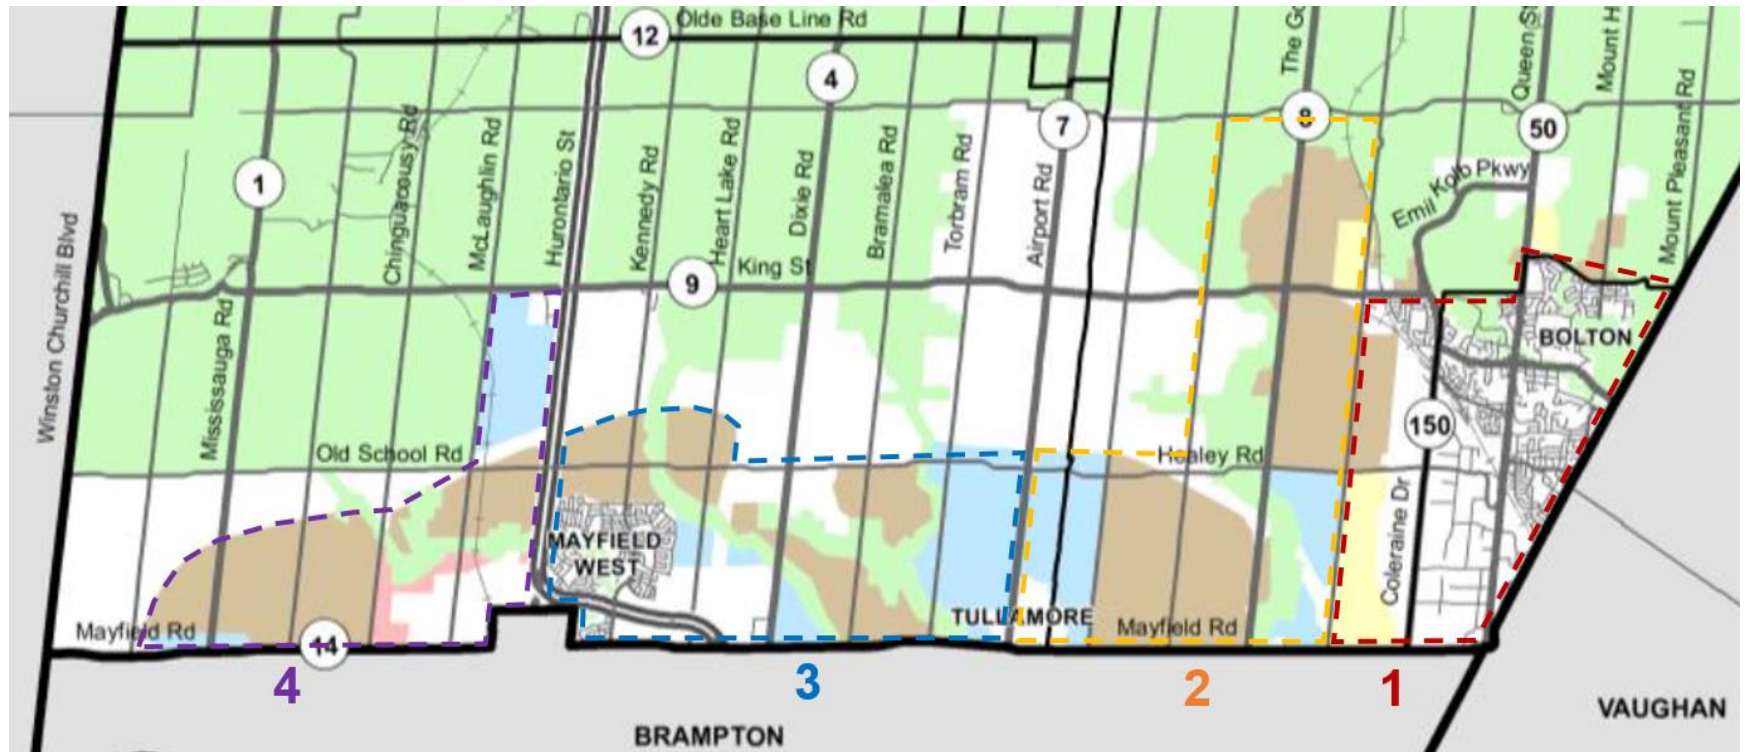 Olde Base Line Rd
12
4
7
8
50
1
9
150
14
The Go
Queen St
Mount H
Mount Pleasant Rd
Emil Kolb Pkwy
Winston Churchill Blvd
Mississauga Rd
Chinguacousy Rd
McLaughlin Rd
Hurontario St
Kennedy Rd
Heart Lake Rd
Dixie Rd
Bramalea Rd
Torbram Rd
Airport Rd
King St
BOLTON
Old School Rd
Healey Rd
Coleraine Dr
MAYFIELD
WEST
TULLAMORE
Mayfield Rd
Mayfield Rd
4
3
2
1
BRAMPTON
VAUGHAN